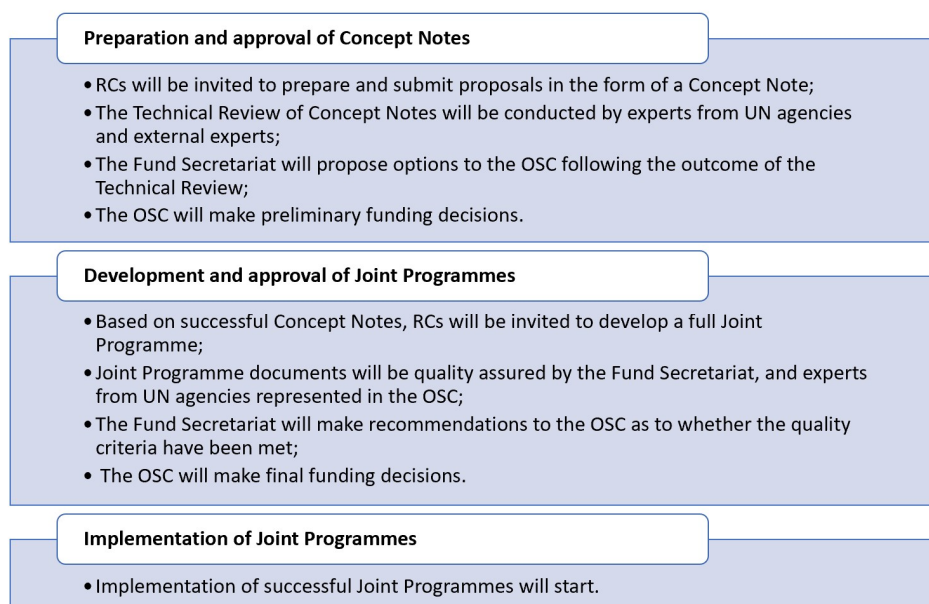 Preparation and approval of Concept Notes
•RCs will be invited to prepare and submit proposals in the form of a Concept Note;
•The Technical Review of Concept Notes will be conducted by experts from UN agencies
and external experts;
•The Fund Secretariat will propose options to the OSC following the outcome of the
Technical Review;
•The OSC will make preliminary funding decisions.
Development and approval of Joint Programmes
•Based on successful Concept Notes, RCs will be invited to develop a full Joint
Programme;
•Joint Programme documents will be quality assured by the Fund Secretariat, and experts
from UN agencies represented in the OSC;
•The Fund Secretariat will make recommendations to the OSC as to whether the quality
criteria have been met;
• The OSC will make final funding decisions.
Implementation of Joint Programmes
•Implementation of successful Joint Programmes will start.